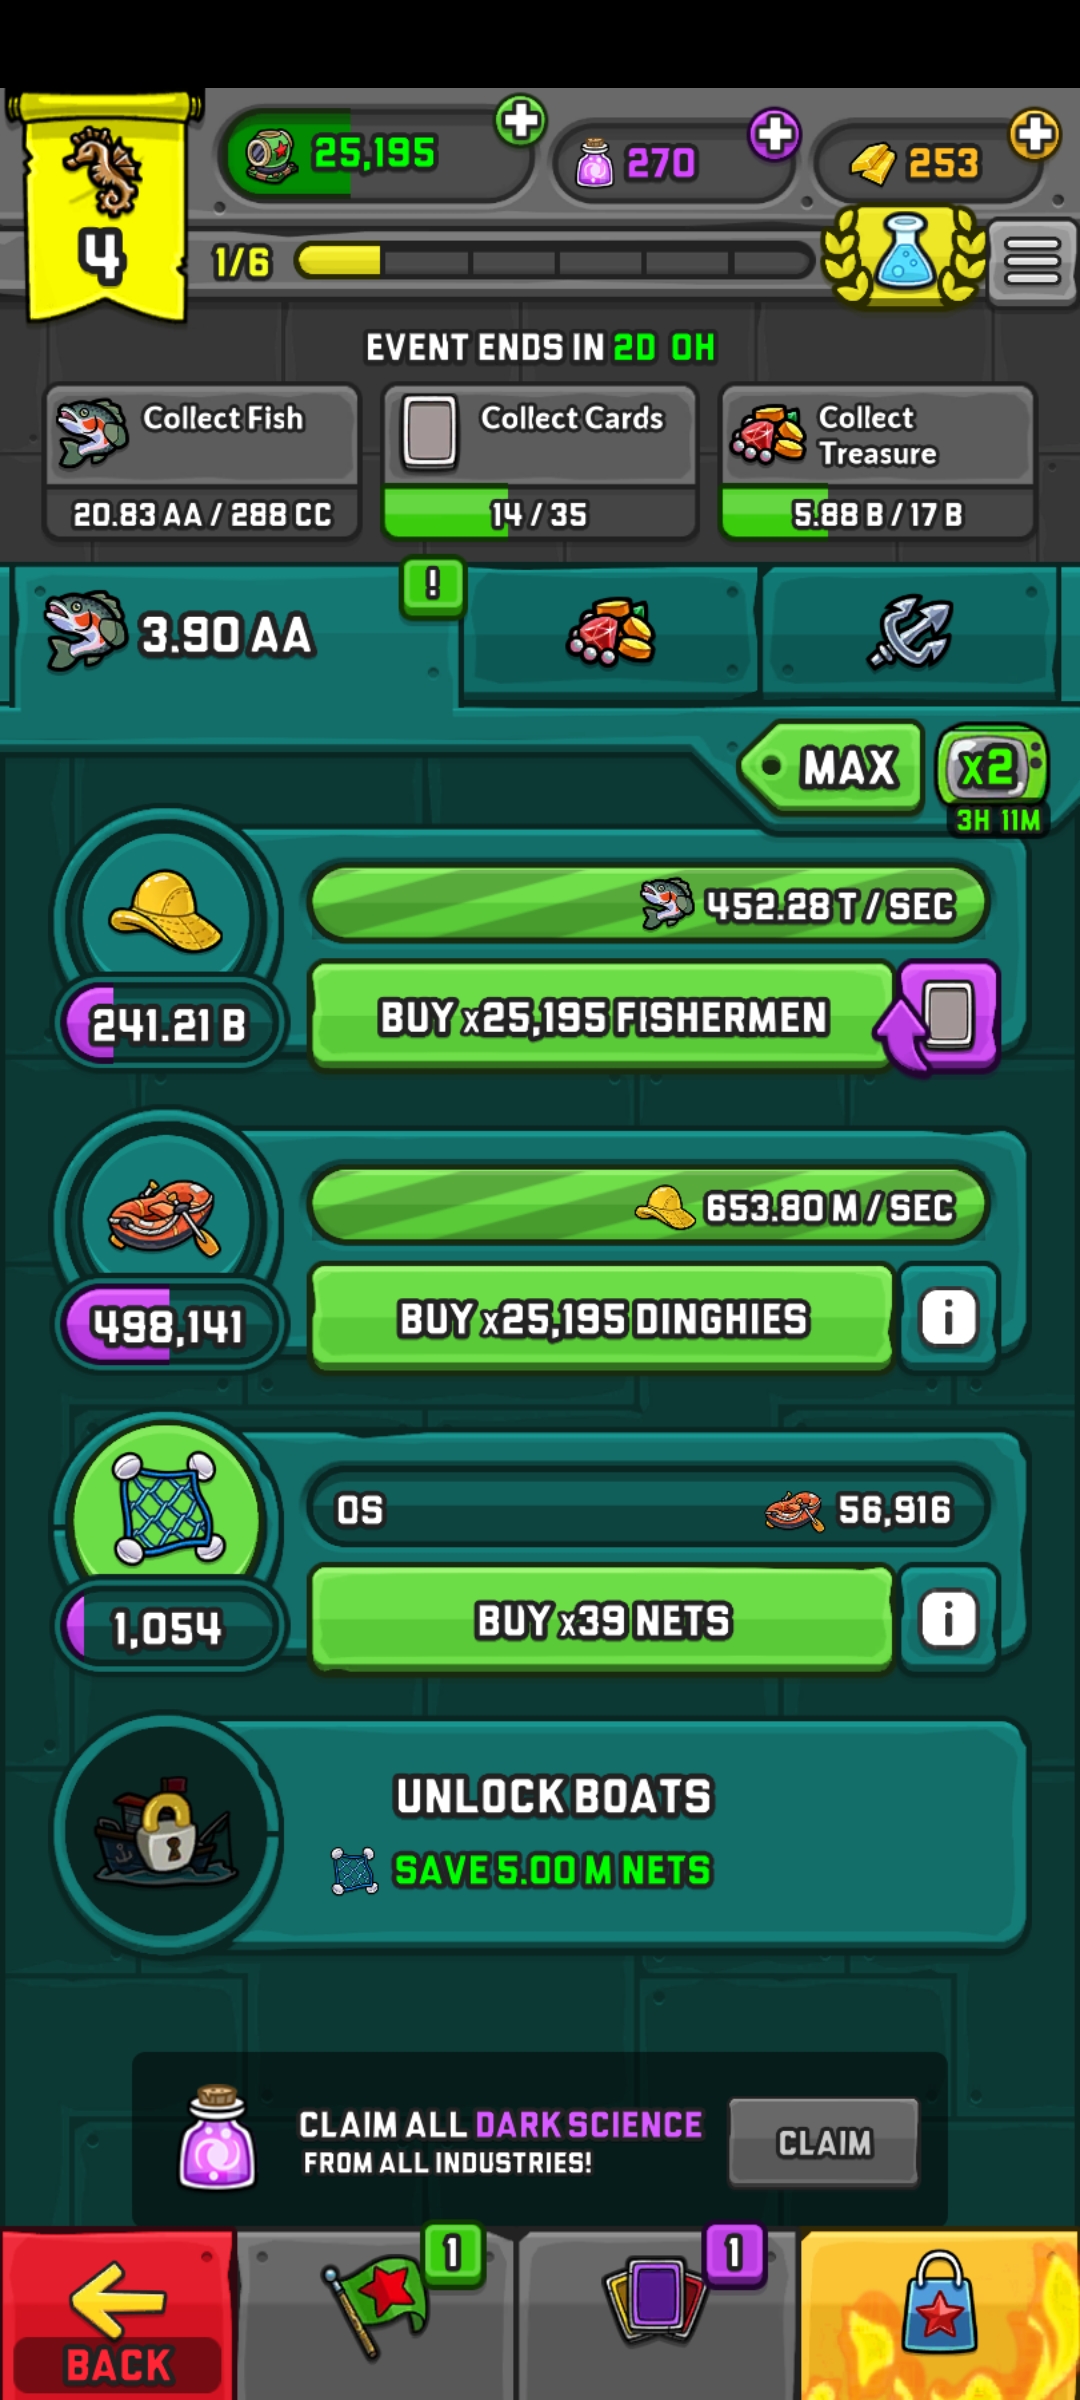 25,195
270
253
4
1/6
EVENT ENDS IN 2D 0H
Collect Fish
Collect Cards
Collect
Treasure
20.83 AA / 288 CC
14 / 35
5.88 B / 17 B
!
3.90 AA
MAX
x2
3H 11M
452.28 T / SEC
241.21 B
BUY x25,195 FISHERMEN
653.80 M / SEC
498,141
BUY x25,195 DINGHIES
i
0S
56,916
1,054
BUY x39 NETS
i
UNLOCK BOATS
SAVE 5.00 M NETS
CLAIM ALL DARK SCIENCE
FROM ALL INDUSTRIES!
CLAIM
1
1
BACK